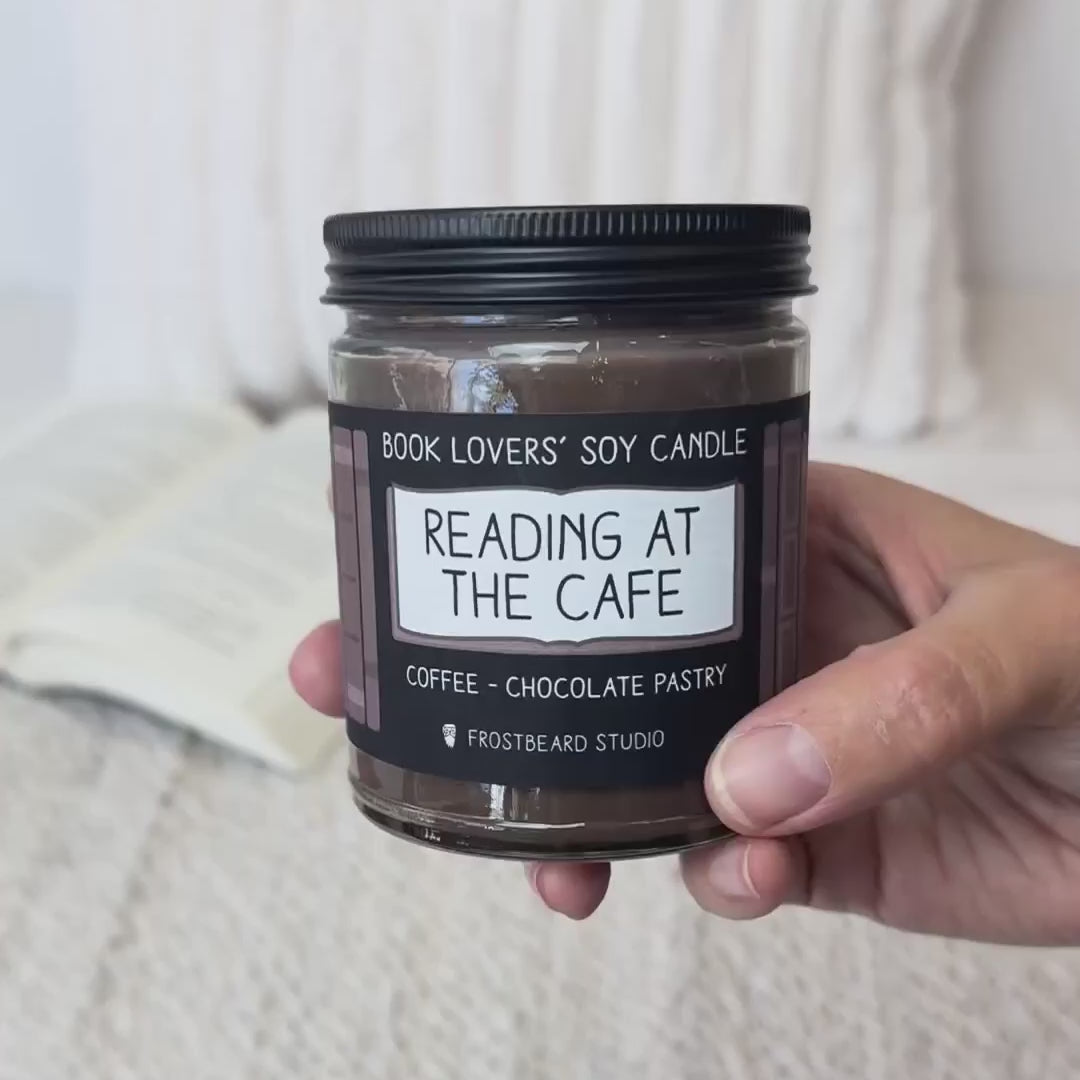 BOOK LOVERS' SOY CANDLE
READING AT
THE CAFE
COFFEE - CHOCOLATE PASTRY
FROSTBEARD STUDIO